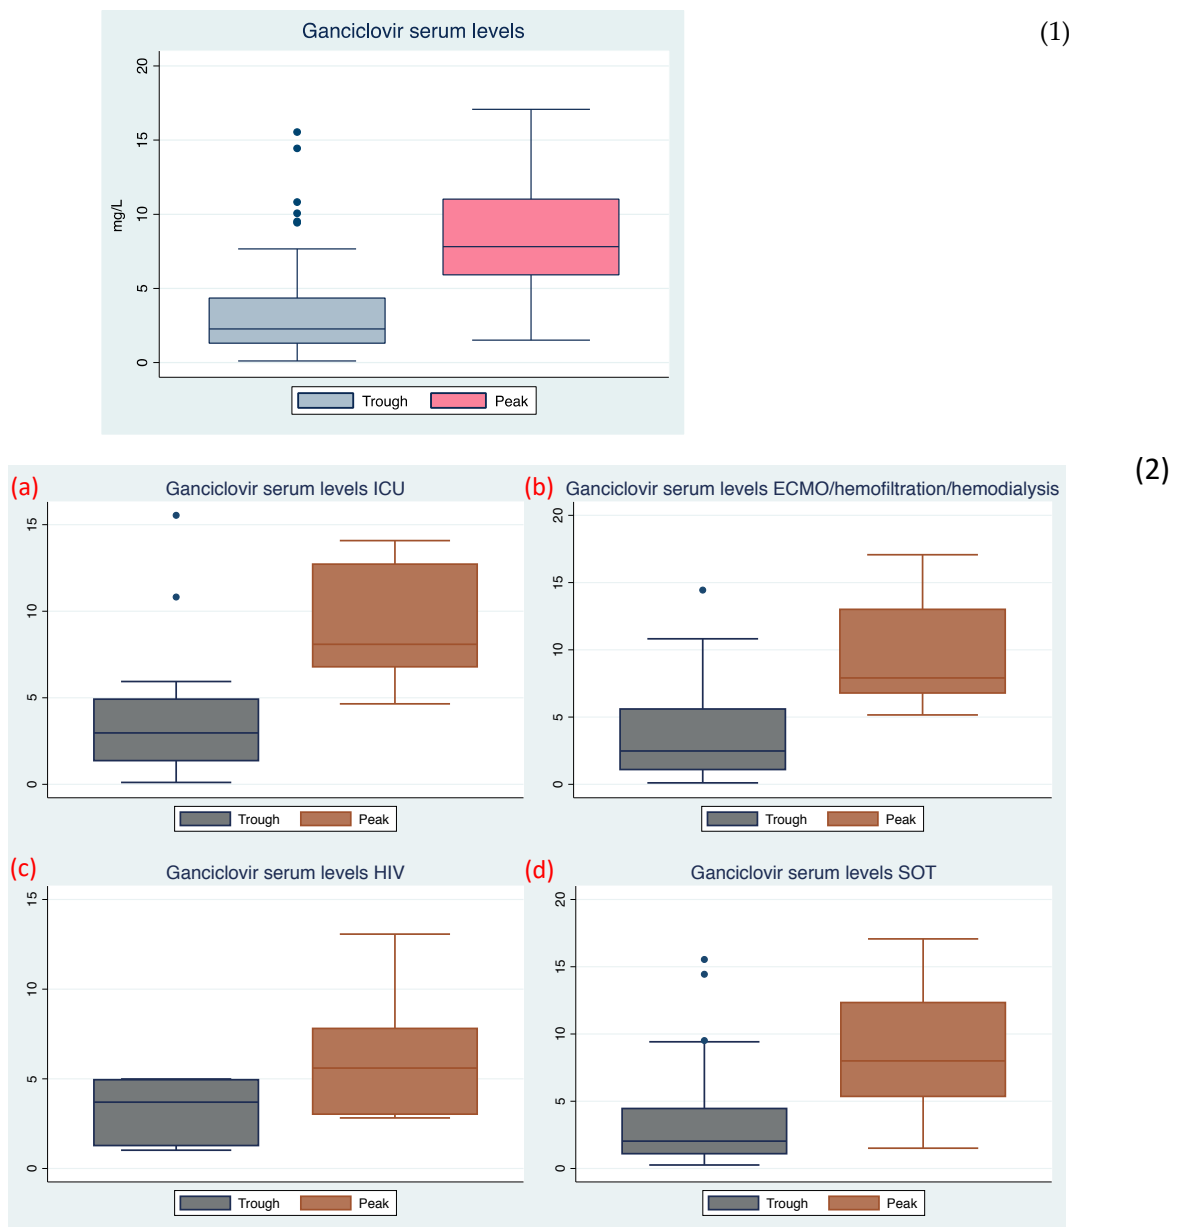 Ganciclovir serum levels
(1)
20
15
10
5
0
mg/L
Trough Peak
(2)
(a) Ganciclovir serum levels ICU
15
10
5
0
Trough Peak
(b) Ganciclovir serum levels ECMO/hemofiltration/hemodialysis
20
15
10
5
0
Trough Peak
(c) Ganciclovir serum levels HIV
15
10
5
0
Trough Peak
(d) Ganciclovir serum levels SOT
20
15
10
5
0
Trough Peak